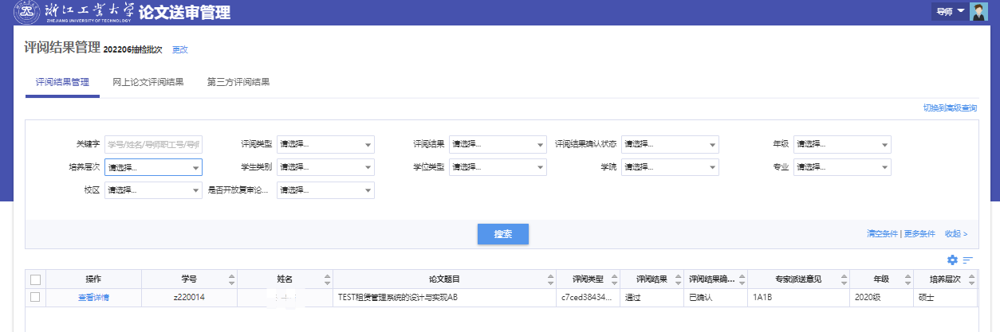 浙江工业大学 论文送审管理 导师
ZHEJIANG UNIVERSITY OF TECHNOLOGY
评阅结果管理 202206抽检批次 更改
评阅结果管理 网上论文评阅结果 第三方评阅结果
切换到高级查询
关键字 学号/姓名/导师职工号/导师 评阅类型 请选择... 评阅结果 请选择... 评阅结果确认状态 请选择... 年级 请选择...
培养层次 请选择... 学生类别 请选择... 学位类型 请选择... 学院 请选择... 专业 请选择...
校区 请选择... 是否开放复审论... 请选择...
搜索 清空条件 | 更多条件 收起 >
操作 学号 姓名 论文题目 评阅类型 评阅结果 评阅结果确... 专家派送意见 年级 培养层次
查看详情 z220014 TEST租赁管理系统的设计与实现AB c7ced38434... 通过 已确认 1A1B 2020级 硕士